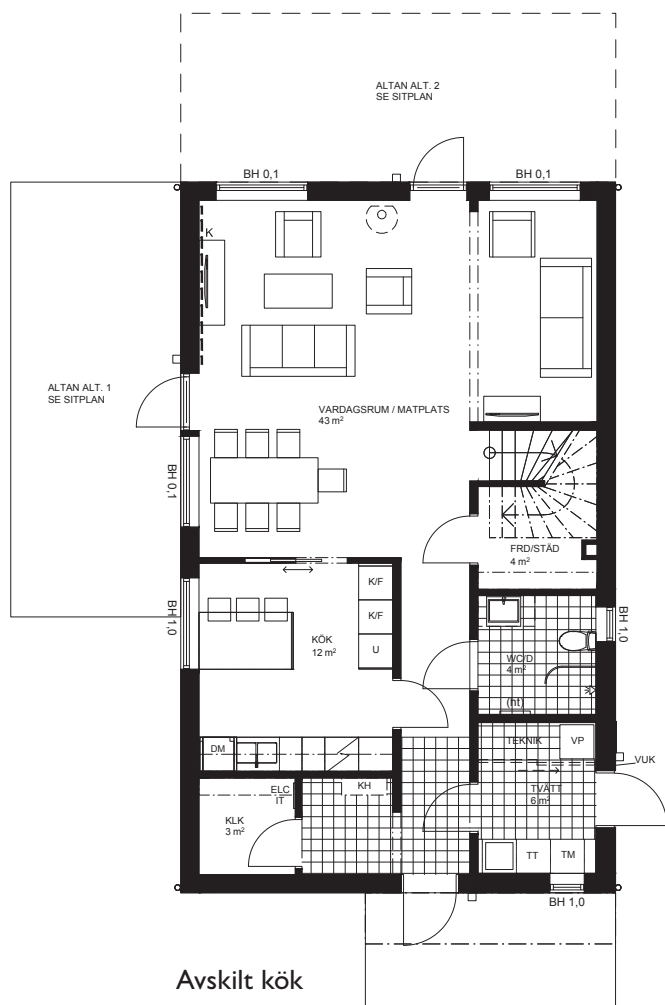 ALTAN ALT. 2
SE SITPLAN
BH 0,1
BH 0,1
K
ALTAN ALT. 1
SE SITPLAN
VARDAGSRUM / MATPLATS
43 m²
BH 0,1
FRD/STÄD
4 m²
K/F
K/F
U
KÖK
12 m²
BH 1,0
BH 1,0
WC/D
4 m²
(ht)
DM
TEKNIK
VP
VUK
TVÄTT
6 m²
ELC
IT
KH
KLK
3 m²
TT
TM
BH 1,0
Avskilt kök